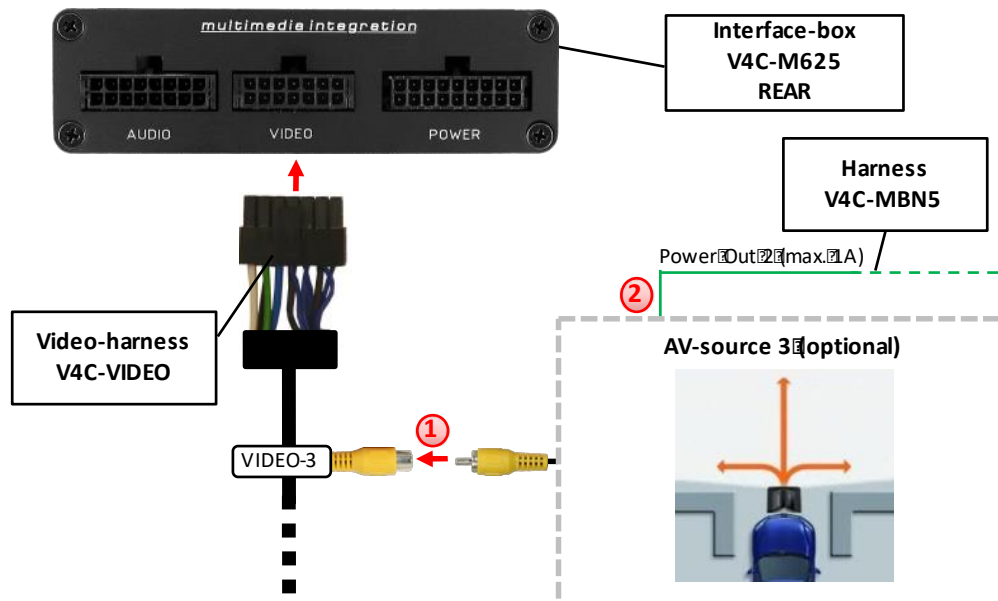 multimedia integration
AUDIO
VIDEO
POWER
Interface-box
V4C-M625
REAR
Harness
V4C-MBN5
Power Out 2 (max. 1A)
2
Video-harness
V4C-VIDEO
AV-source 3 (optional)
1
VIDEO-3